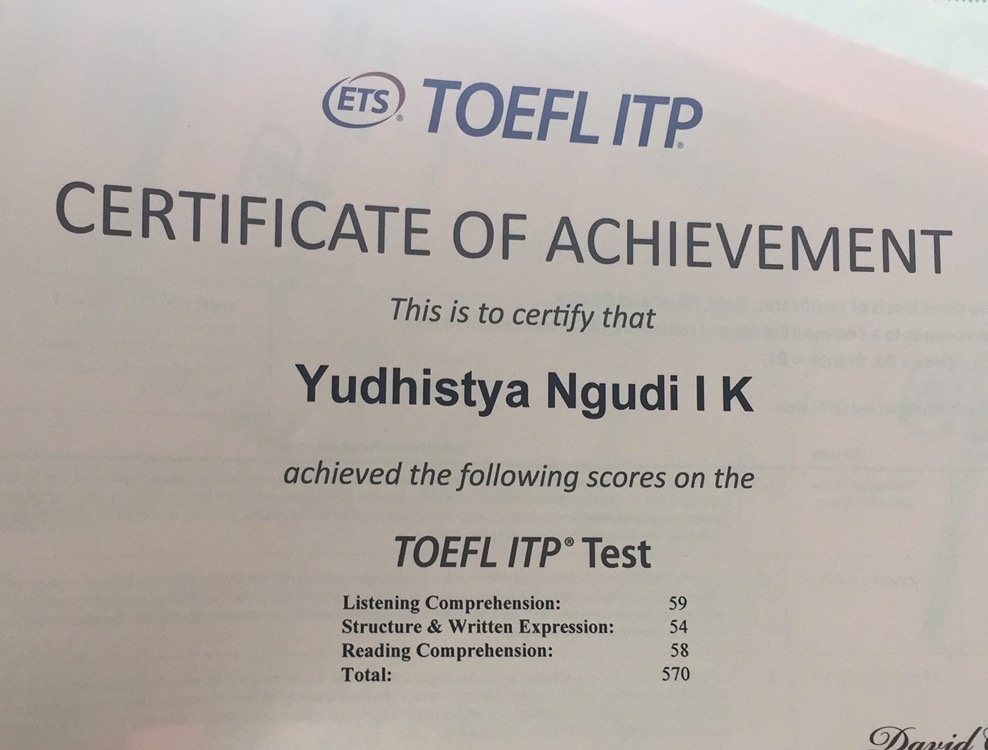 ETS® TOEFL ITP®
CERTIFICATE OF ACHIEVEMENT
This is to certify that
Yudhistya Ngudi I K
achieved the following scores on the
TOEFL ITP® Test
Listening Comprehension: 59
Structure & Written Expression: 54
Reading Comprehension: 58
Total: 570
David